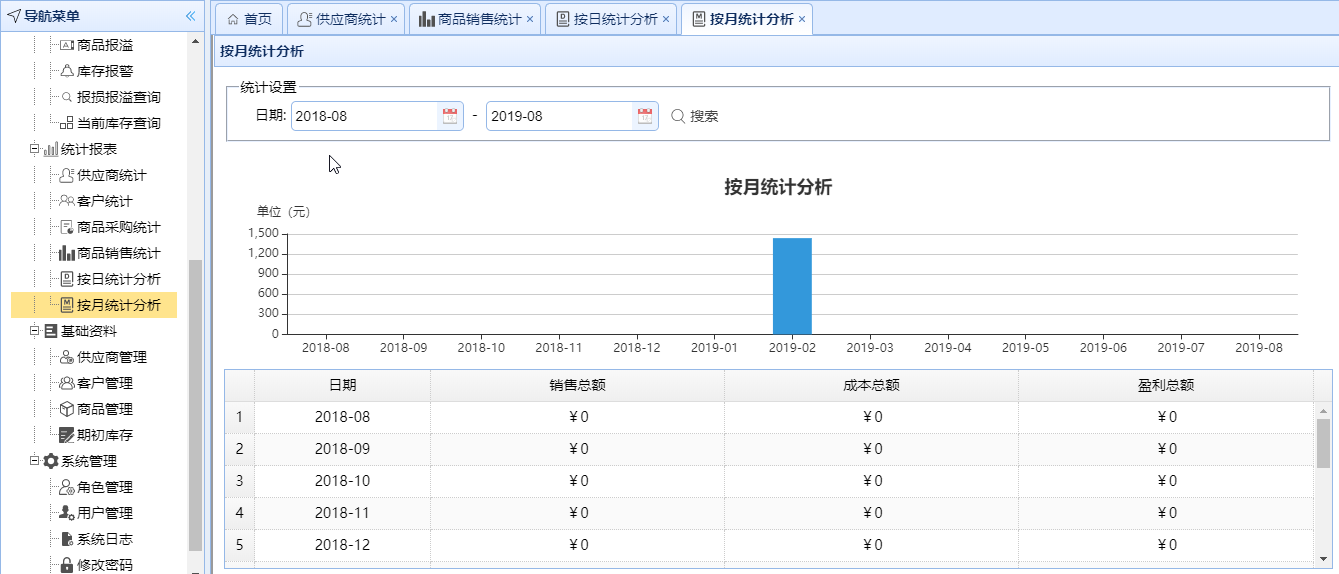 导航菜单
商品报溢
库存报警
报损报溢查询
当前库存查询
统计报表
供应商统计
客户统计
商品采购统计
商品销售统计
按日统计分析
按月统计分析
基础资料
供应商管理
客户管理
商品管理
期初库存
系统管理
角色管理
用户管理
系统日志
修改密码
首页 供应商统计 商品销售统计 按日统计分析 按月统计分析
按月统计分析
统计设置
日期: 2018-08 - 2019-08 搜索
按月统计分析
单位（元）
1,500
1,200
900
600
300
0
2018-08 2018-09 2018-10 2018-11 2018-12 2019-01 2019-02 2019-03 2019-04 2019-05 2019-06 2019-07 2019-08
日期 销售总额 成本总额 盈利总额
1 2018-08 ¥0 ¥0 ¥0
2 2018-09 ¥0 ¥0 ¥0
3 2018-10 ¥0 ¥0 ¥0
4 2018-11 ¥0 ¥0 ¥0
5 2018-12 ¥0 ¥0 ¥0